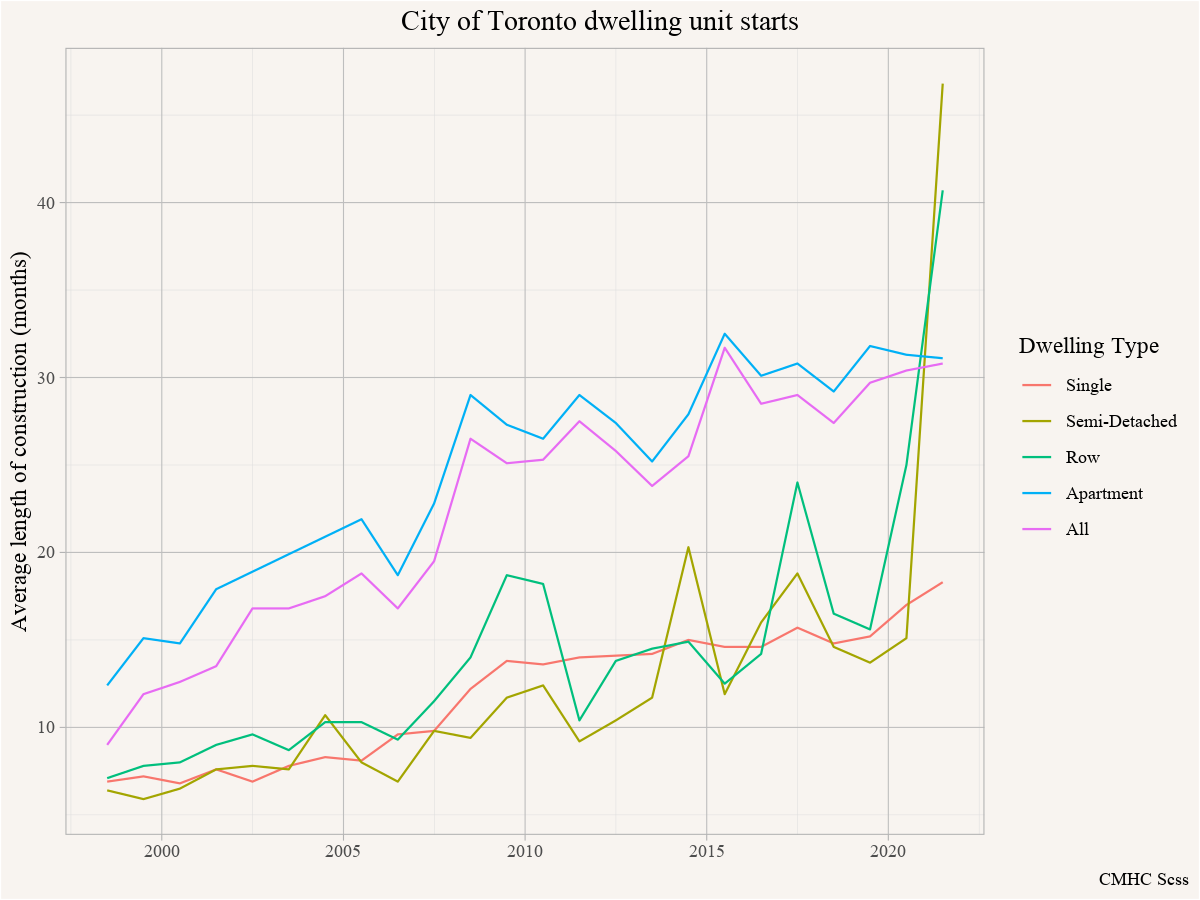 City of Toronto dwelling unit starts
Average length of construction (months)
40
30
20
10
2000
2005
2010
2015
2020
Dwelling Type
Single
Semi-Detached
Row
Apartment
All
CMHC Scss